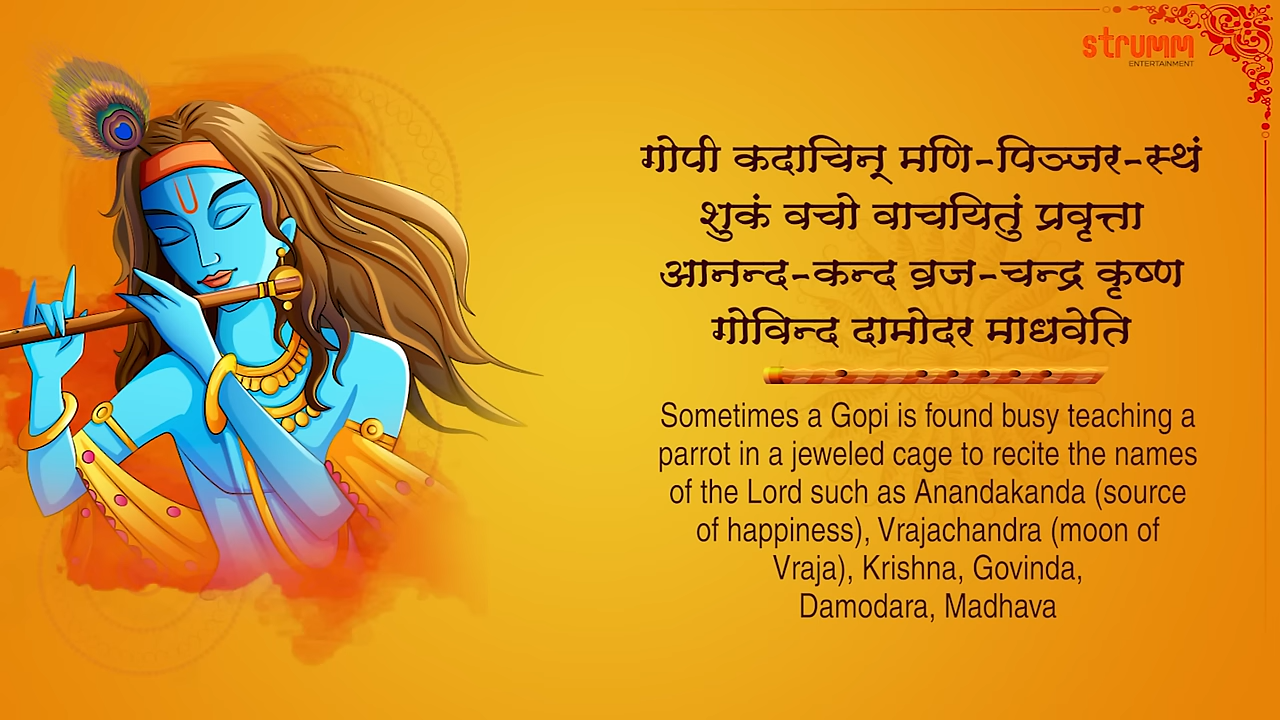 strumm
ENTERTAINMENT
गोपी कदाचिन् मणि-पिञ्जर-स्थं
शुकं वचो वाचयितुं प्रवृत्ता
आनन्द-कन्द व्रज-चन्द्र कृष्ण
गोविन्द दामोदर माधवेति
Sometimes a Gopi is found busy teaching a
parrot in a jeweled cage to recite the names
of the Lord such as Anandakanda (source
of happiness), Vrajachandra (moon of
Vraja), Krishna, Govinda,
Damodara, Madhava